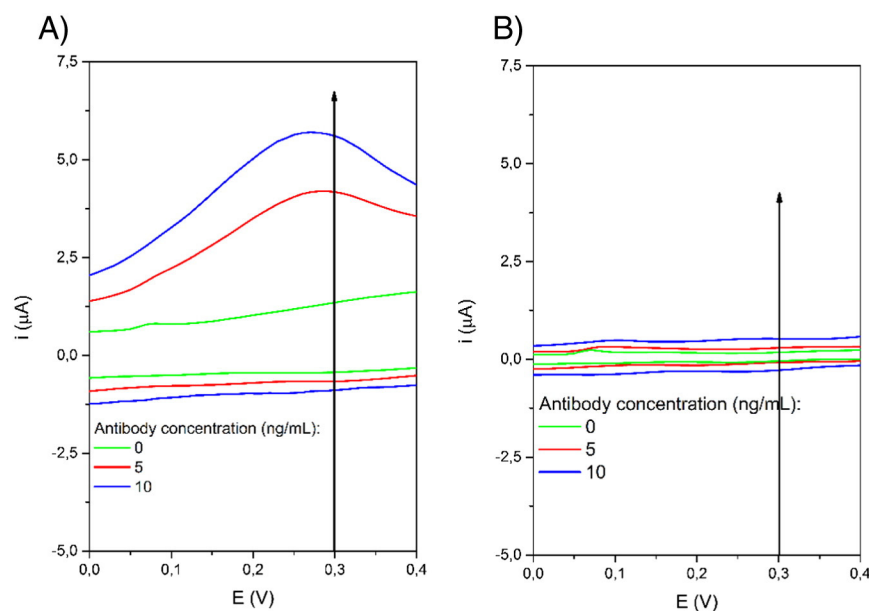 A)
7,5
5,0
2,5
0,0
-2,5
-5,0
i (µA)
Antibody concentration (ng/mL):
0
5
10
0,0 0,1 0,2 0,3 0,4
E (V)
B)
7,5
5,0
2,5
0,0
-2,5
-5,0
i (µA)
Antibody concentration (ng/mL):
0
5
10
0,0 0,1 0,2 0,3 0,4
E (V)